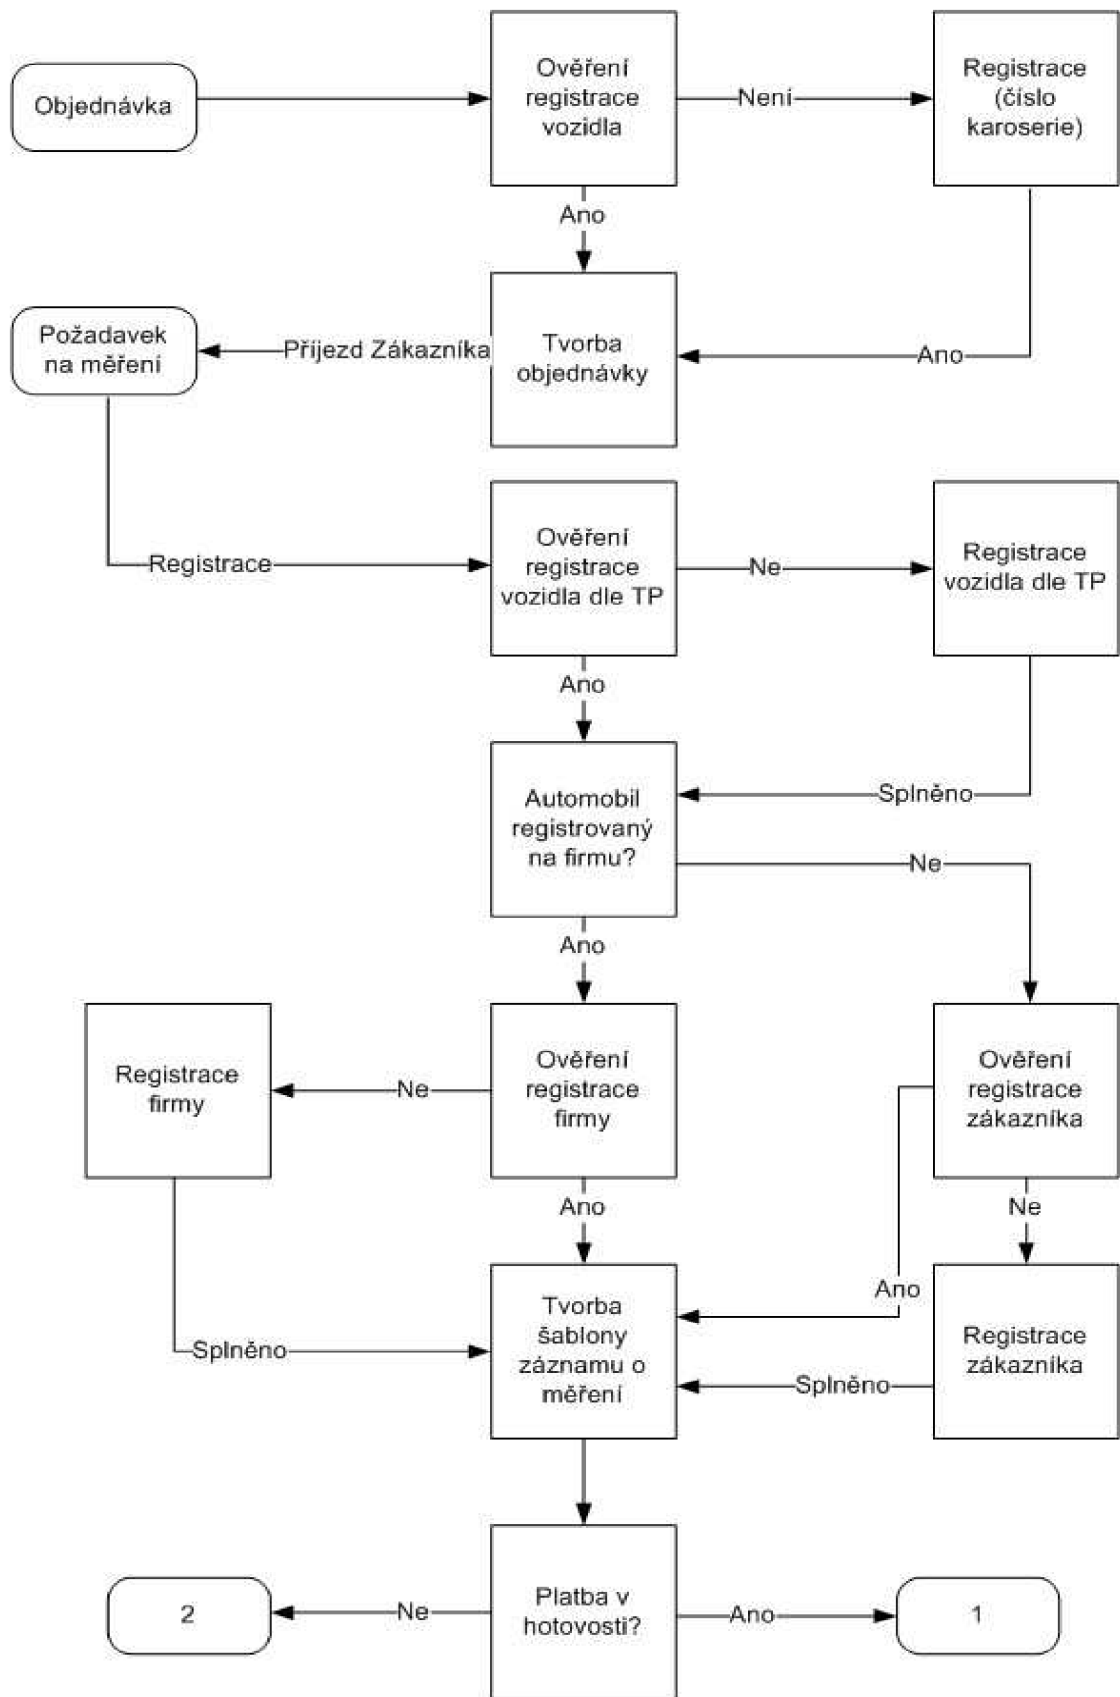 Objednávka
Ověření
registrace
vozidla
Není
Registrace
(číslo
karoserie)
Ano
Požadavek
na měření
Příjezd Zákazníka
Tvorba
objednávky
Ano
Registrace
Ověření
registrace
vozidla dle TP
Ne
Registrace
vozidla dle TP
Ano
Automobil
registrovaný
na firmu?
Splněno
Ne
Ano
Registrace
firmy
Ne
Ověření
registrace
firmy
Ověření
registrace
zákazníka
Ano
Ne
Ano
Splněno
Tvorba
šablony
záznamu o
měření
Splněno
Registrace
zákazníka
2
Ne
Platba v
hotovosti?
Ano
1